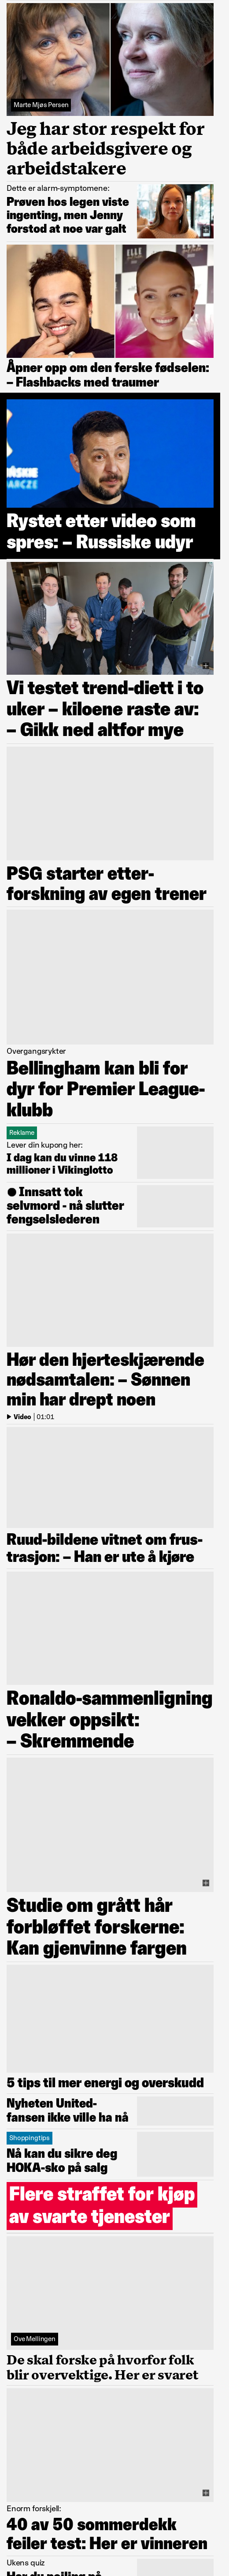 Marte Mjøs Persen
Jeg har stor respekt for
både arbeidsgivere og
arbeidstakere
Dette er alarm-symptomene:
Prøven hos legen viste
ingenting, men Jenny
forstod at noe var galt
ELLE
Åpner opp om den ferske fødselen:
– Flashbacks med traumer
DARCZE
Rystet etter video som
spres: – Russiske udyr
Vi testet trend-diett i to
uker – kiloene raste av:
– Gikk ned altfor mye
PSG starter etter-
forskning av egen trener
Overgangsrykter
Bellingham kan bli for
dyr for Premier League-
klubb
Reklame
Lever din kupong her:
I dag kan du vinne 118
millioner i Vikinglotto
● Innsatt tok
selvmord - nå slutter
fengselslederen
Hør den hjerteskjærende
nødsamtalen: – Sønnen
min har drept noen
Video | 01:01
Ruud-bildene vitnet om frus-
trasjon: – Han er ute å kjøre
Ronaldo-sammenligning
vekker oppsikt:
– Skremmende
Studie om grått hår
forbløffet forskerne:
Kan gjenvinne fargen
5 tips til mer energi og overskudd
Nyheten United-
fansen ikke ville ha nå
Shoppingtips
Nå kan du sikre deg
HOKA-sko på salg
Flere straffet for kjøp
av svarte tjenester
Ove Mellingen
De skal forske på hvorfor folk
blir overvektige. Her er svaret
Enorm forskjell:
40 av 50 sommerdekk
feiler test: Her er vinneren
Ukens quiz